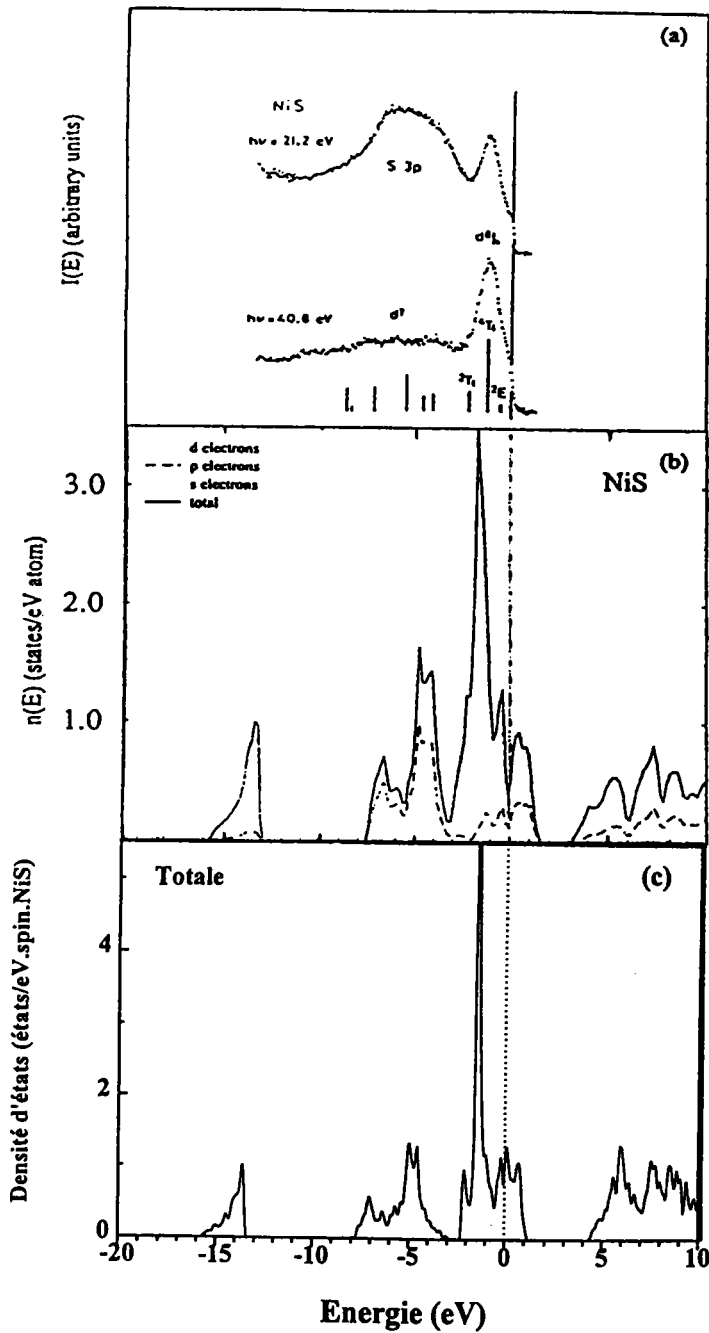 (a)
NiS
hν = 21.2 eV
S 3p
I(E) (arbitrary units)
hν = 40.8 eV
d⁷
⁴T₁
²T₁
²E
(b)
NiS
d electrons
p electrons
s electrons
total
3.0
2.0
1.0
n(E) (states/eV atom)
(c)
Totale
4
2
0
Densité d'états (états/eV.spin.NiS)
-20 -15 -10 -5 0 5 10
Energie (eV)